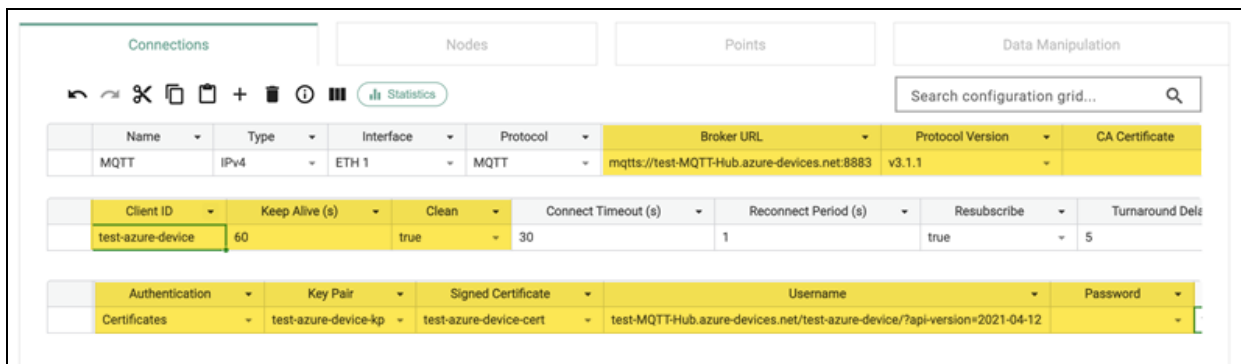 Connections Nodes Points Data Manipulation
Statistics Search configuration grid...
Name Type Interface Protocol Broker URL Protocol Version CA Certificate
MQTT IPv4 ETH 1 MQTT mqtts://test-MQTT-Hub.azure-devices.net:8883 v3.1.1
Client ID Keep Alive (s) Clean Connect Timeout (s) Reconnect Period (s) Resubscribe Turnaround Dela
test-azure-device 60 true 30 1 true 5
Authentication Key Pair Signed Certificate Username Password
Certificates test-azure-device-kp test-azure-device-cert test-MQTT-Hub.azure-devices.net/test-azure-device/?api-version=2021-04-12